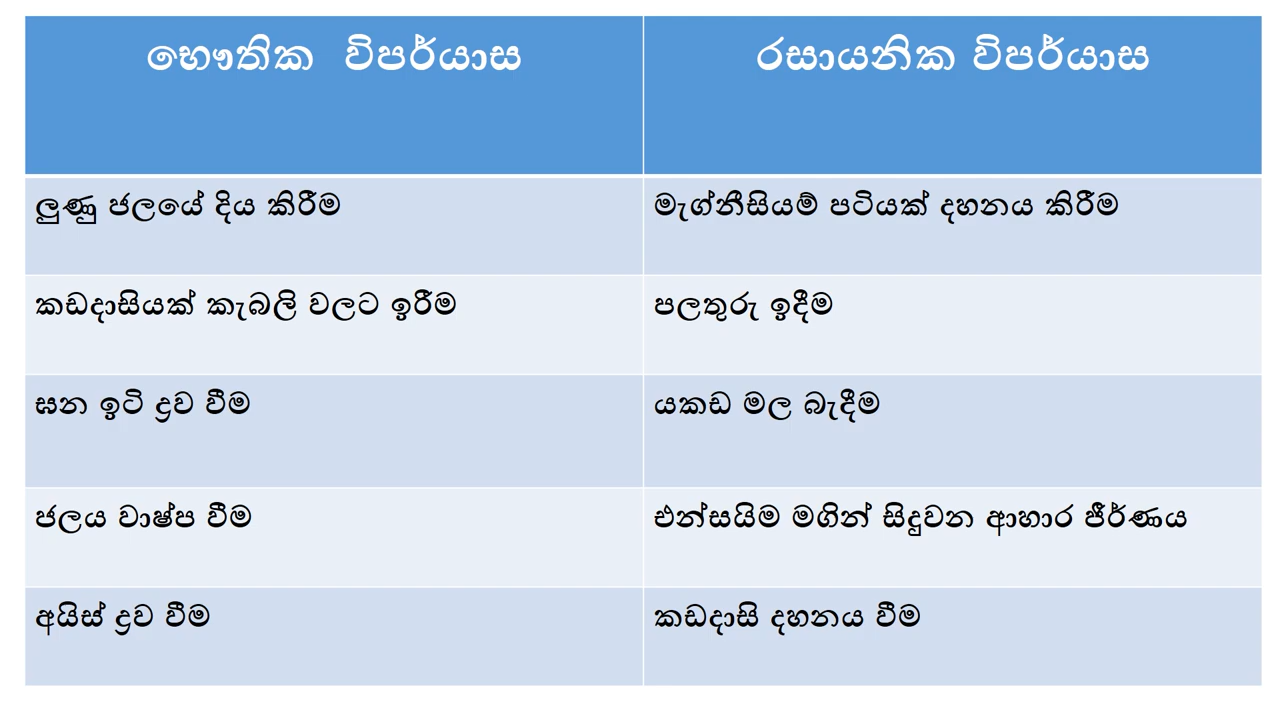 භෞතික විපර්යාස
රසායනික විපර්යාස
ලුණු ජලයේ දිය කිරීම
මැග්නීසියම් පටියක් දහනය කිරීම
කඩදාසියක් කැබලි වලට ඉරීම
පලතුරු ඉදීම
ඝන ඉටි ද්‍රව වීම
යකඩ මල බැදීම
ජලය වාෂ්ප වීම
එන්සයිම මගින් සිදුවන ආහාර ජීර්ණය
අයිස් ද්‍රව වීම
කඩදාසි දහනය වීම